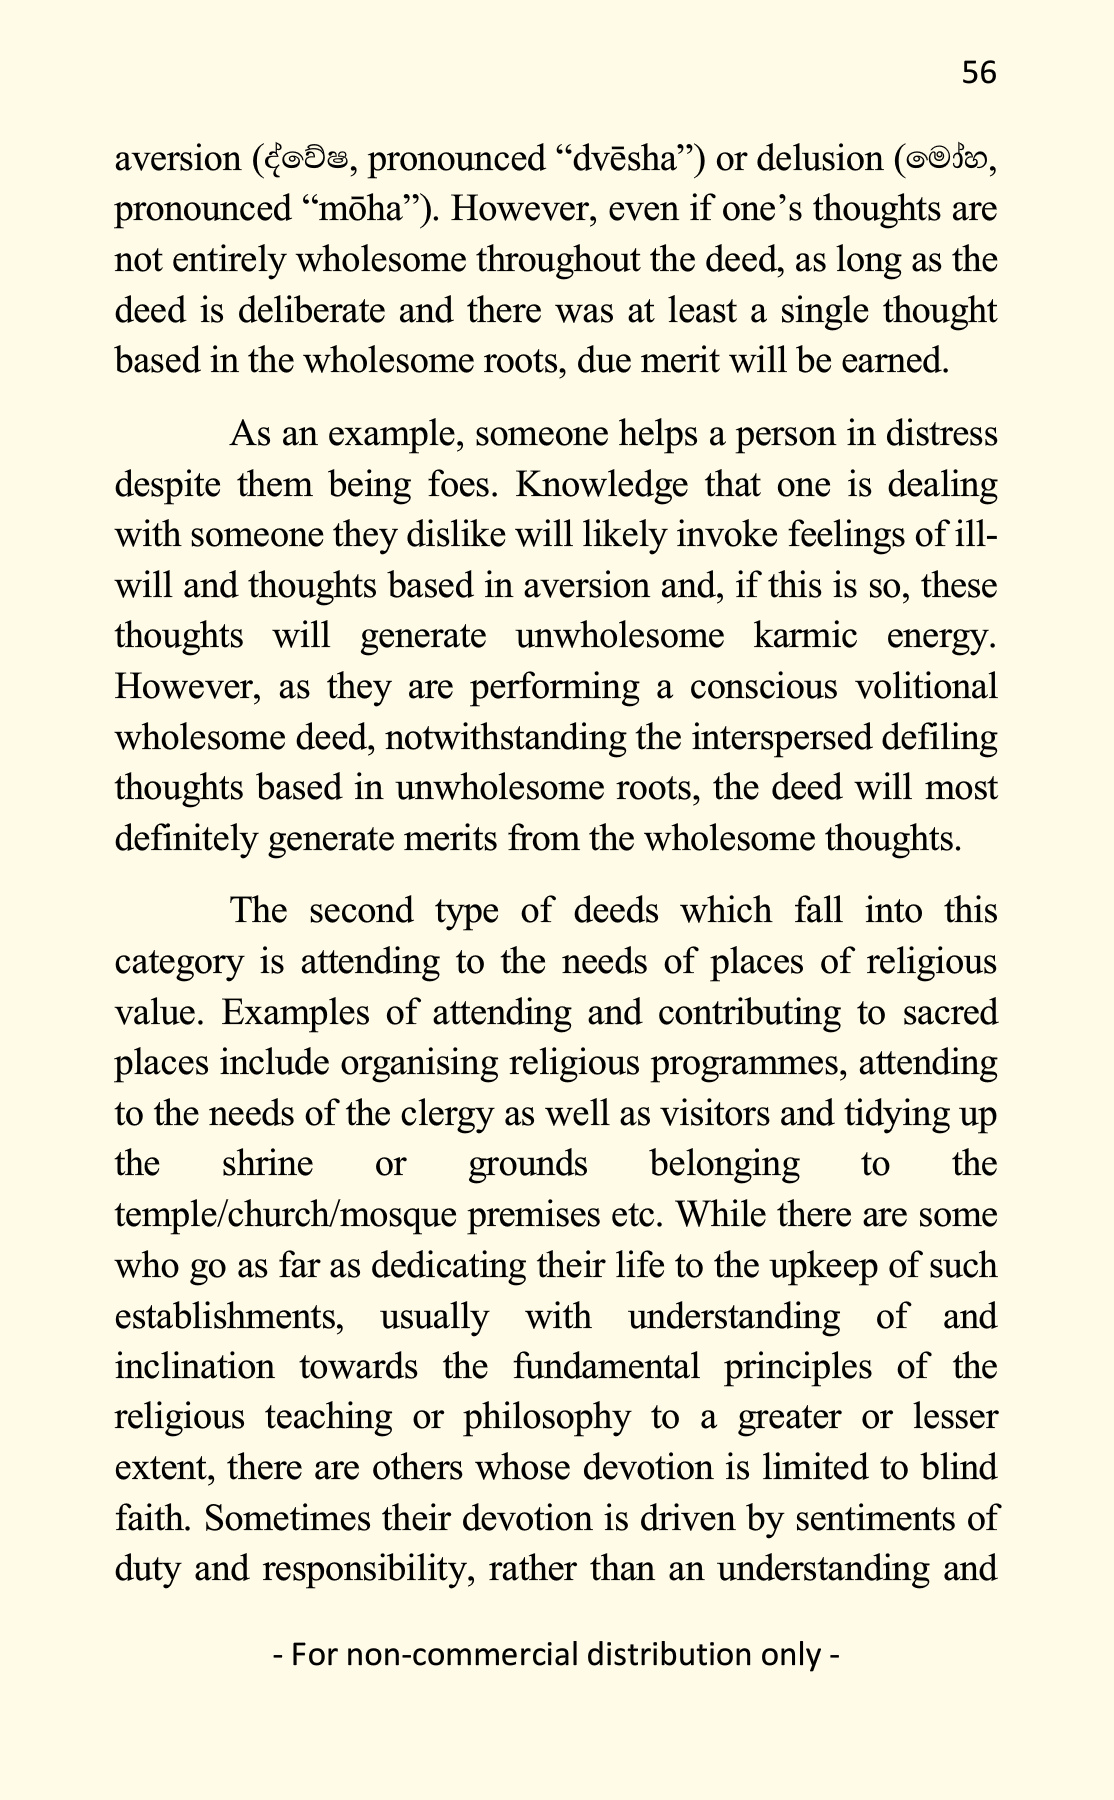 56
aversion (ද්වේෂ, pronounced “dvēsha”) or delusion (මෝහ,
pronounced “mōha”). However, even if one’s thoughts are
not entirely wholesome throughout the deed, as long as the
deed is deliberate and there was at least a single thought
based in the wholesome roots, due merit will be earned.
As an example, someone helps a person in distress
despite them being foes. Knowledge that one is dealing
with someone they dislike will likely invoke feelings of ill-
will and thoughts based in aversion and, if this is so, these
thoughts will generate unwholesome karmic energy.
However, as they are performing a conscious volitional
wholesome deed, notwithstanding the interspersed defiling
thoughts based in unwholesome roots, the deed will most
definitely generate merits from the wholesome thoughts.
The second type of deeds which fall into this
category is attending to the needs of places of religious
value. Examples of attending and contributing to sacred
places include organising religious programmes, attending
to the needs of the clergy as well as visitors and tidying up
the shrine or grounds belonging to the
temple/church/mosque premises etc. While there are some
who go as far as dedicating their life to the upkeep of such
establishments, usually with understanding of and
inclination towards the fundamental principles of the
religious teaching or philosophy to a greater or lesser
extent, there are others whose devotion is limited to blind
faith. Sometimes their devotion is driven by sentiments of
duty and responsibility, rather than an understanding and
- For non-commercial distribution only -